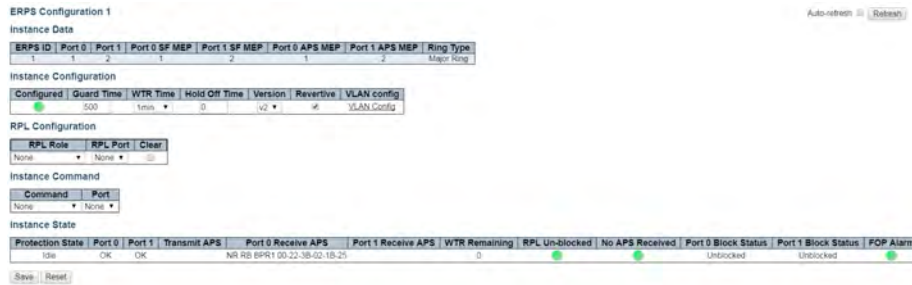 ERPS Configuration 1
Auto-refresh Refresh
Instance Data
ERPS ID Port 0 Port 1 Port 0 SF MEP Port 1 SF MEP Port 0 APS MEP Port 1 APS MEP Ring Type
1 1 2 1 2 1 2 Major Ring
Instance Configuration
Configured Guard Time WTR Time Hold Off Time Version Revertive VLAN config
500 1min 0 v2 VLAN Config
RPL Configuration
RPL Role RPL Port Clear
None None
Instance Command
Command Port
None None
Instance State
Protection State Port 0 Port 1 Transmit APS Port 0 Receive APS Port 1 Receive APS WTR Remaining RPL Un-blocked No APS Received Port 0 Block Status Port 1 Block Status FOP Alarm
Idle OK OK NR RB BPR1 00-22-3B-02-1B-25 0 Unblocked Unblocked
Save Reset